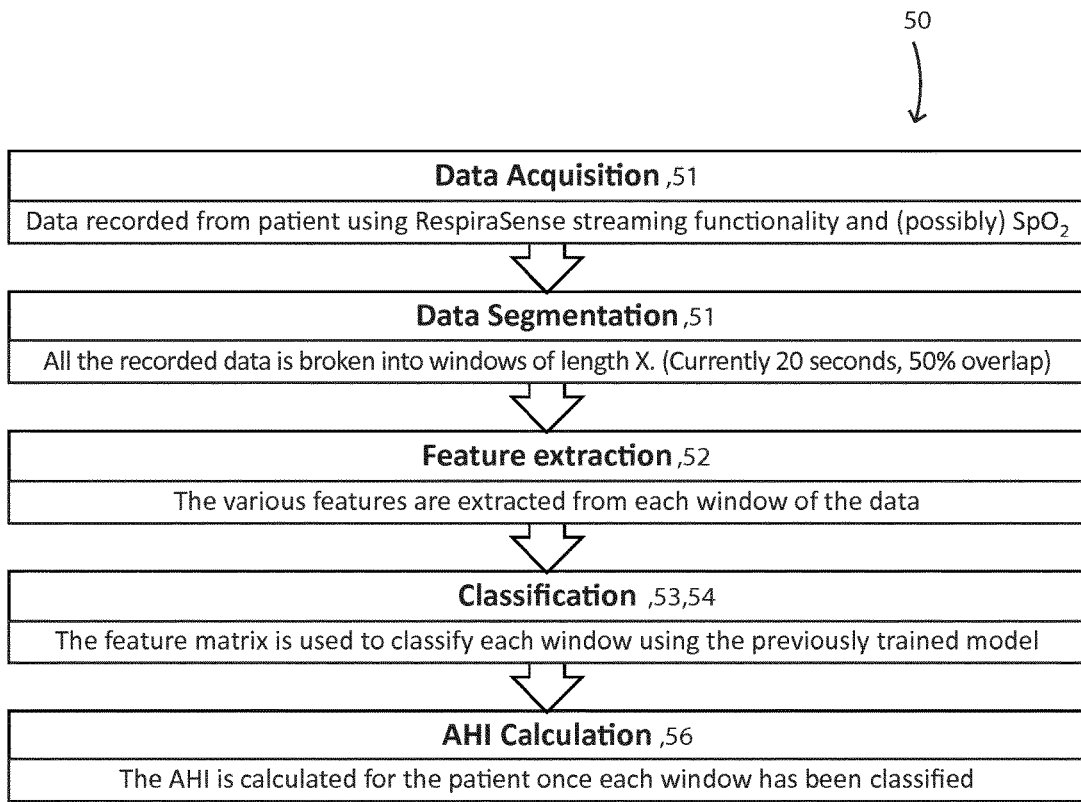 50
Data Acquisition ,51
Data recorded from patient using RespiraSense streaming functionality and (possibly) SpO₂
Data Segmentation ,51
All the recorded data is broken into windows of length X. (Currently 20 seconds, 50% overlap)
Feature extraction ,52
The various features are extracted from each window of the data
Classification ,53,54
The feature matrix is used to classify each window using the previously trained model
AHI Calculation ,56
The AHI is calculated for the patient once each window has been classified